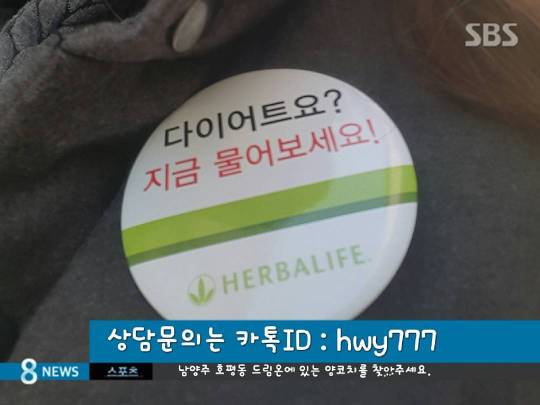 SBS
다이어트요?
지금 물어보세요!
HERBALIFE.
상담문의는 카톡ID : hwy777
8 NEWS 스포츠 남양주 호평동 드림온에 있는 양코치를 찾아주세요.